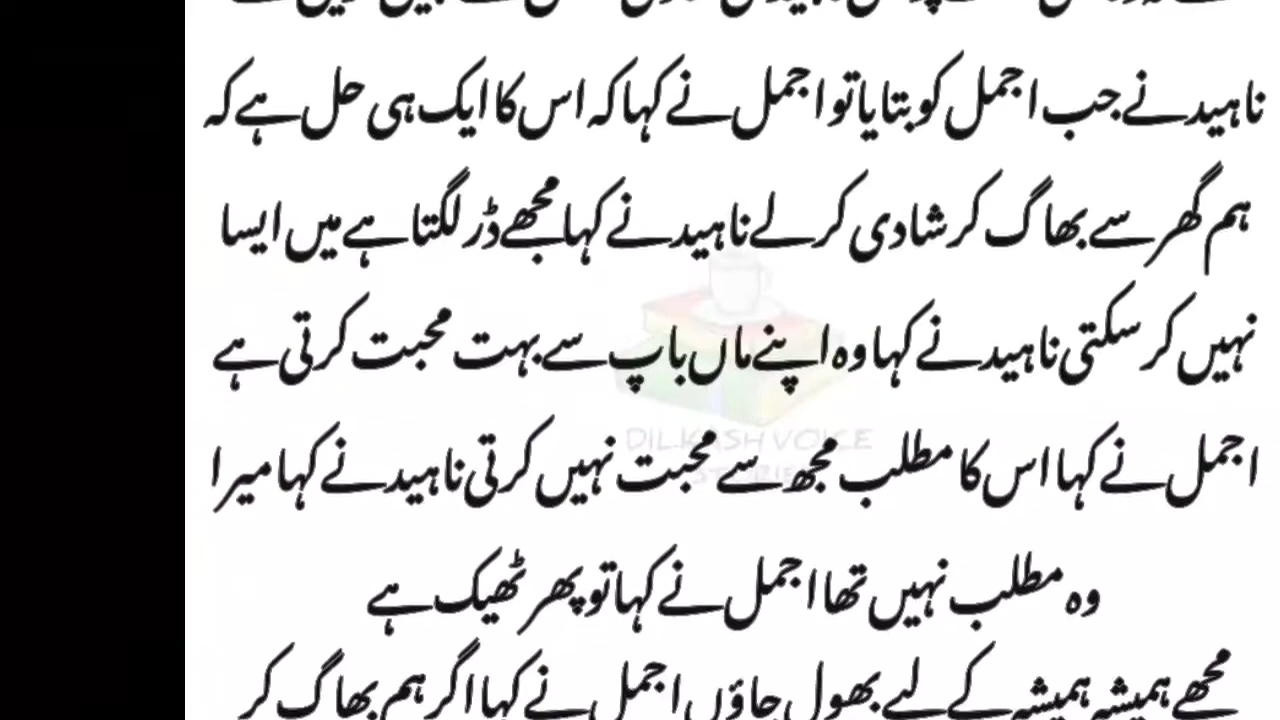 ناہید نے جب اجمل کو بتایا تو اجمل نے کہا کہ اس کا ایک ہی حل ہے کہ
ہم گھر سے بھاگ کر شادی کر لے ناہید نے کہا مجھے ڈر لگتا ہے میں ایسا
نہیں کر سکتی ناہید نے کہا وہ اپنے ماں باپ سے بہت محبت کرتی ہے
DILKASH VOICE
STORIES
اجمل نے کہا اس کا مطلب مجھ سے محبت نہیں کرتی ناہید نے کہا میرا
وہ مطلب نہیں تھا اجمل نے کہا تو پھر ٹھیک ہے
مجھے ہمیشہ ہمیشہ کے لیے بھول جاؤں اجمل نے کہا اگر ہم بھاگ کر